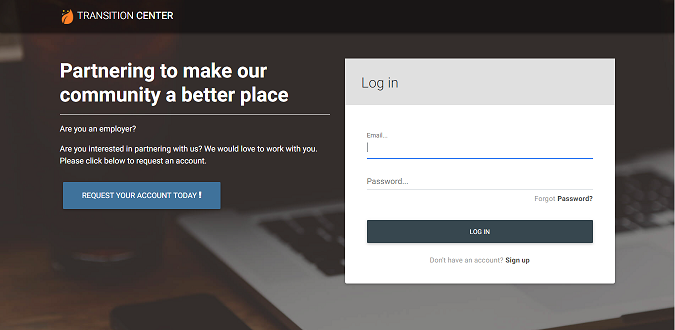 TRANSITION CENTER
Partnering to make our
community a better place
Are you an employer?
Are you interested in partnering with us? We would love to work with you.
Please click below to request an account.
REQUEST YOUR ACCOUNT TODAY !
Log in
Email...
Password...
Forgot Password?
LOG IN
Don't have an account? Sign up